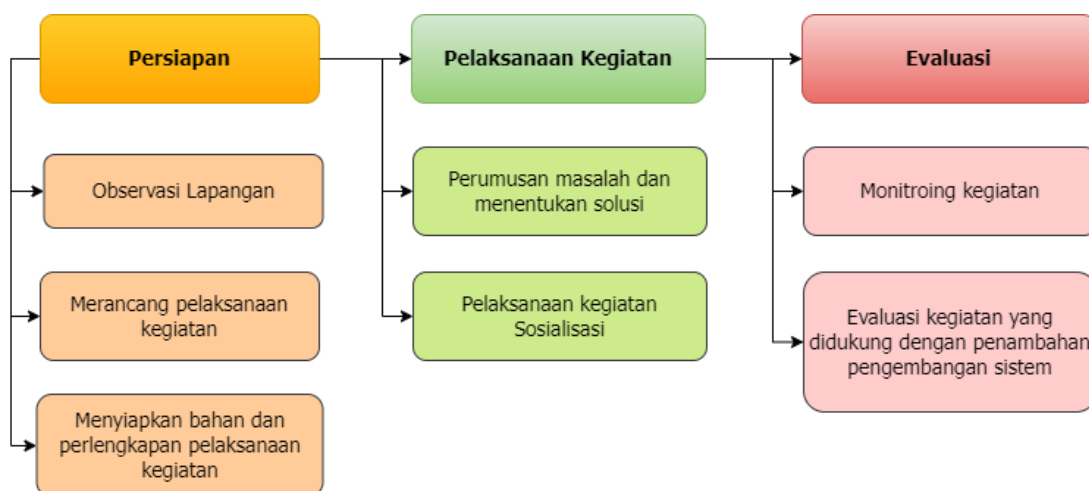 Persiapan
Observasi Lapangan
Merancang pelaksanaan
kegiatan
Menyiapkan bahan dan
perlengkapan pelaksanaan
kegiatan
Pelaksanaan Kegiatan
Perumusan masalah dan
menentukan solusi
Pelaksanaan kegiatan
Sosialisasi
Evaluasi
Monitroing kegiatan
Evaluasi kegiatan yang
didukung dengan penambahan
pengembangan sistem